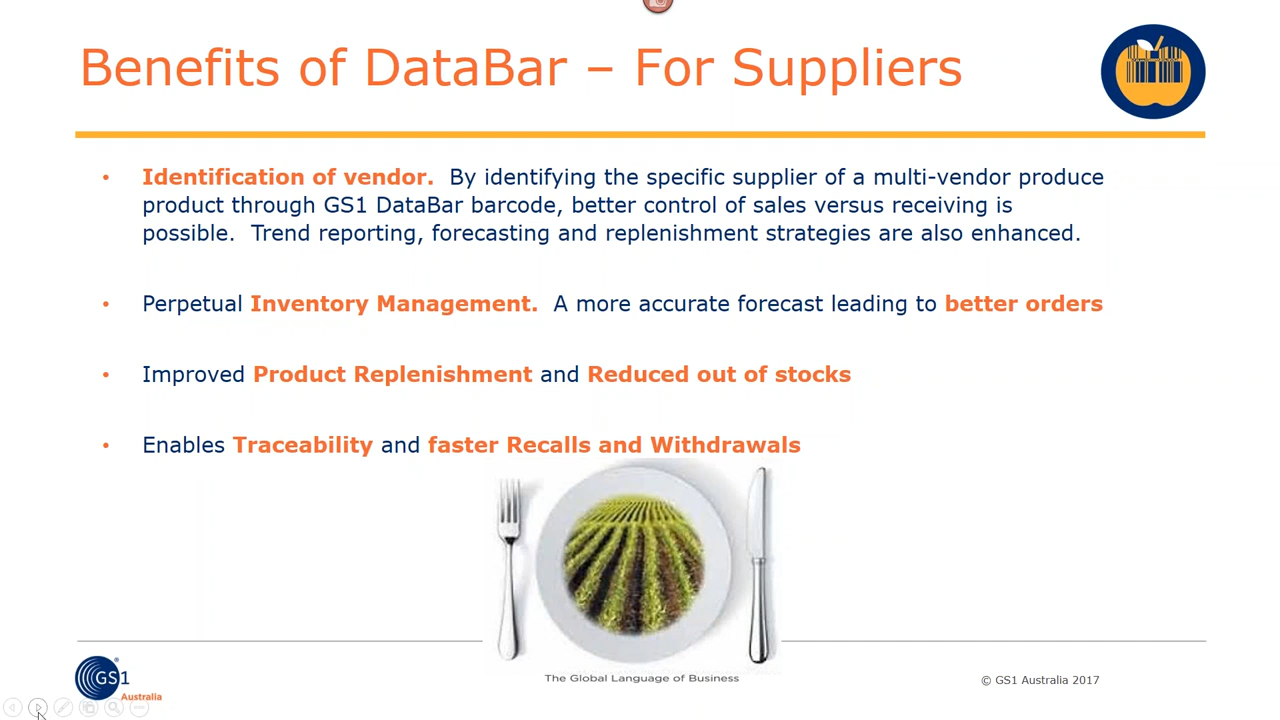 Benefits of DataBar – For Suppliers
• Identification of vendor. By identifying the specific supplier of a multi-vendor produce
product through GS1 DataBar barcode, better control of sales versus receiving is
possible. Trend reporting, forecasting and replenishment strategies are also enhanced.
• Perpetual Inventory Management. A more accurate forecast leading to better orders
• Improved Product Replenishment and Reduced out of stocks
• Enables Traceability and faster Recalls and Withdrawals
GS1 ®
Australia
The Global Language of Business
© GS1 Australia 2017